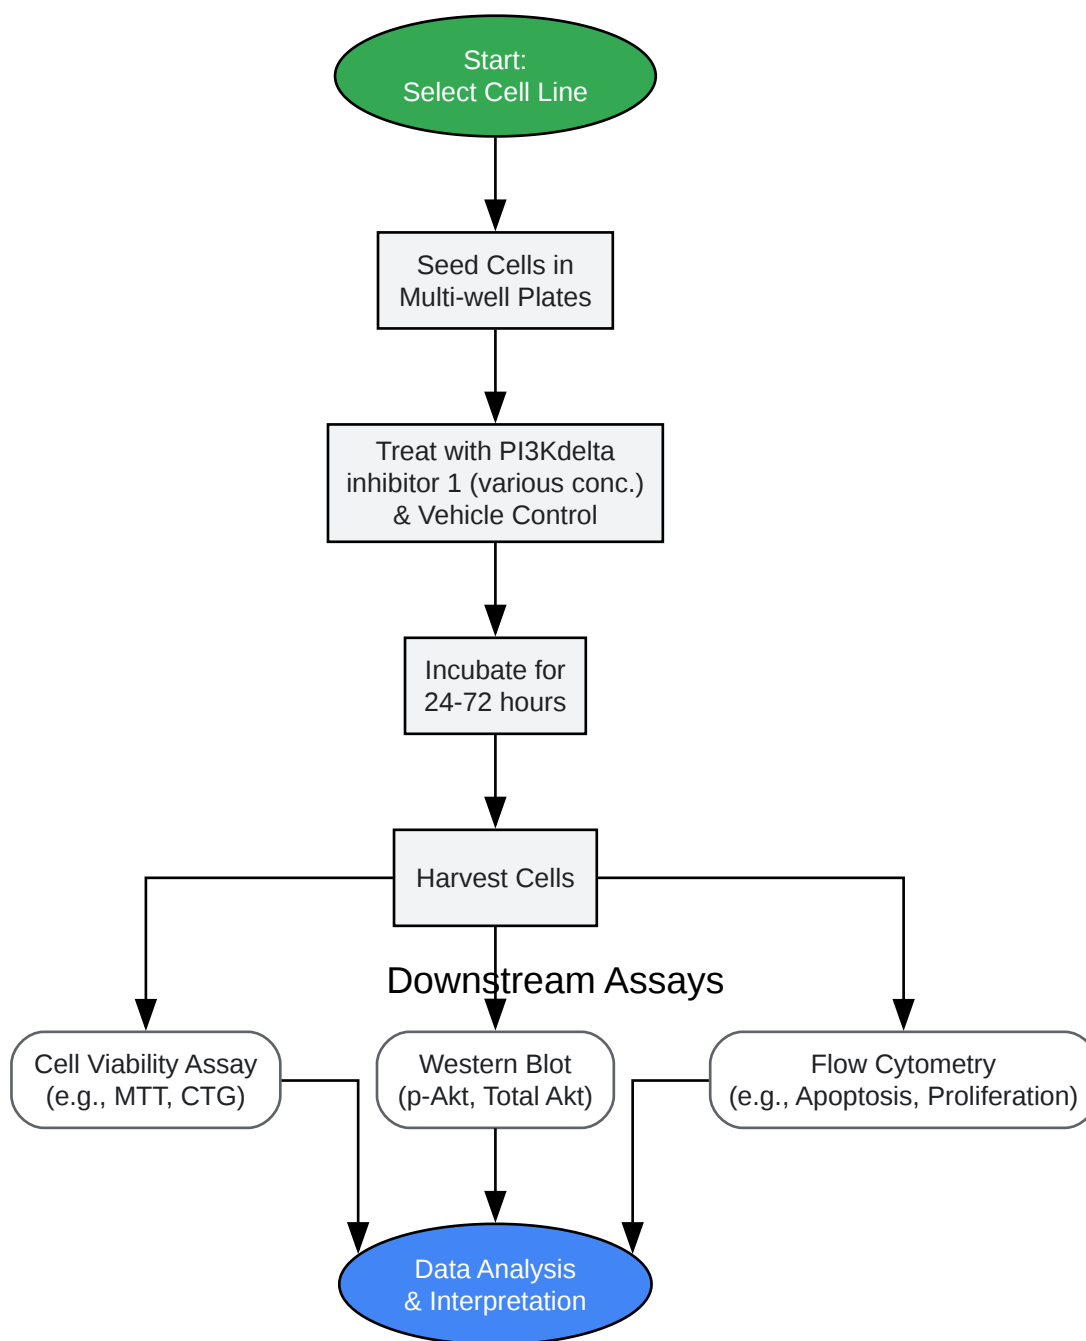 Start:
Select Cell Line
Seed Cells in
Multi-well Plates
Treat with PI3Kdelta
inhibitor 1 (various conc.)
& Vehicle Control
Incubate for
24-72 hours
Harvest Cells
Downstream Assays
Cell Viability Assay
(e.g., MTT, CTG)
Western Blot
(p-Akt, Total Akt)
Flow Cytometry
(e.g., Apoptosis, Proliferation)
Data Analysis
& Interpretation